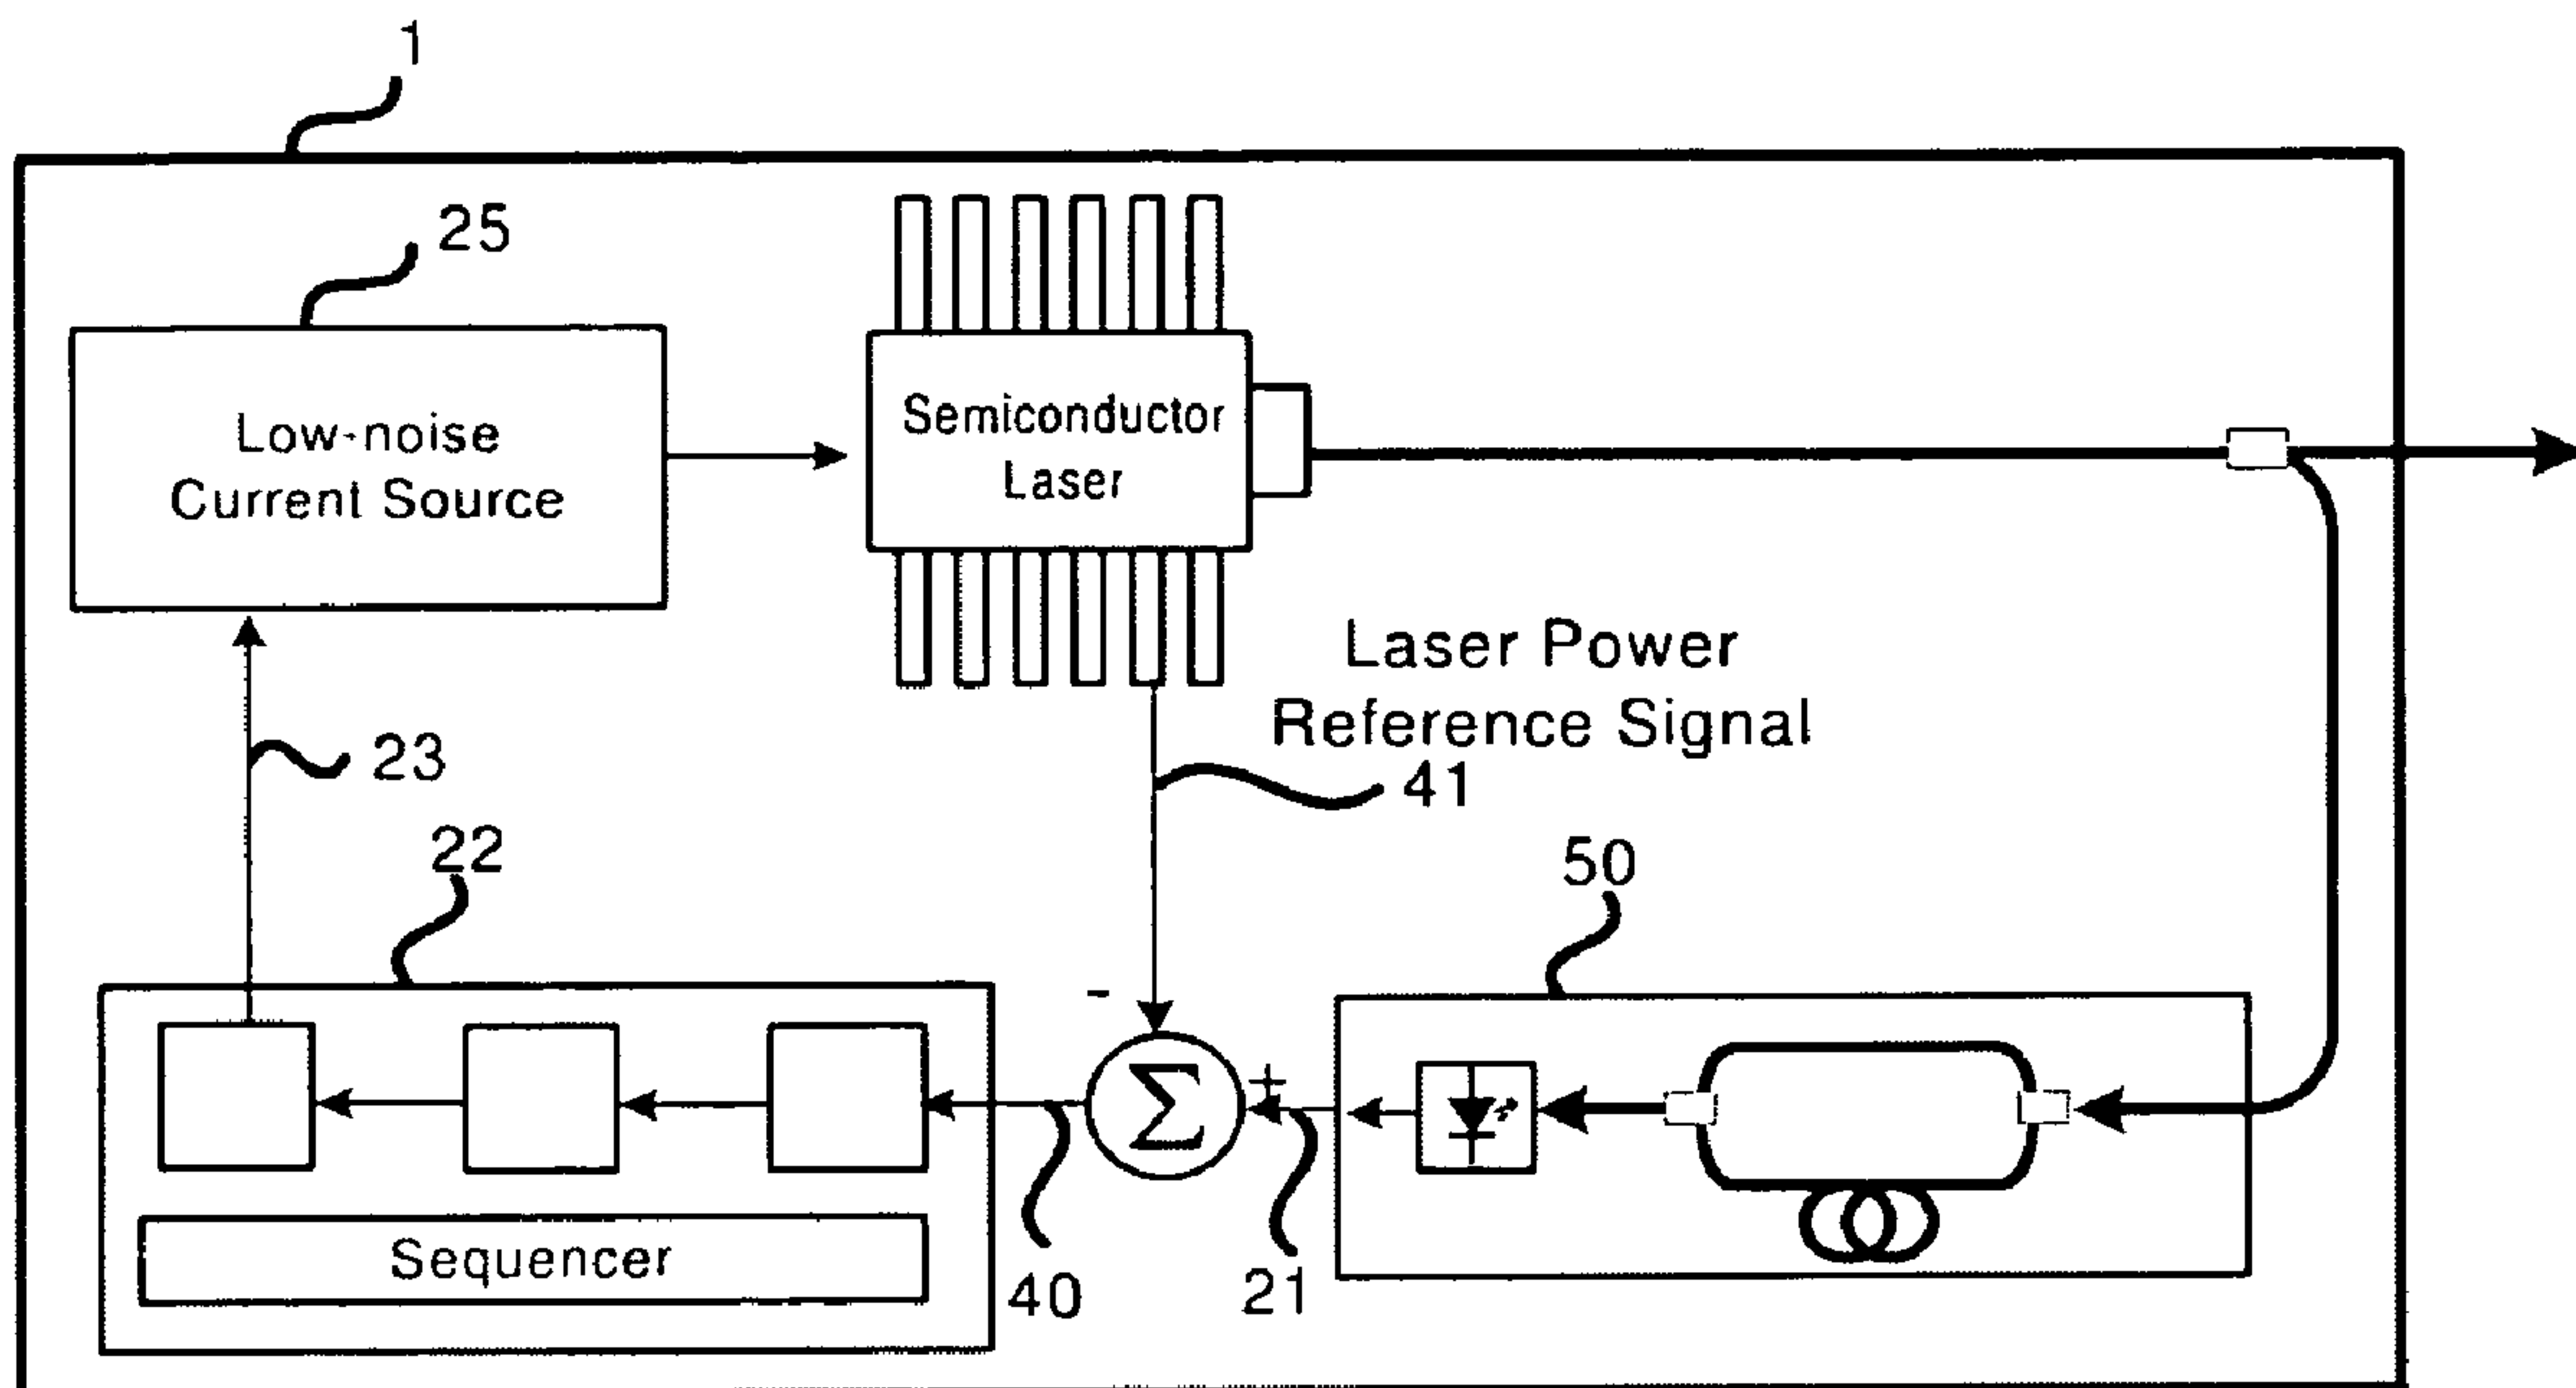 1
25
Low-noise
Current Source
Semiconductor
Laser
Laser Power
Reference Signal
41
23
22
50
-
Σ
+
Sequencer
40
21